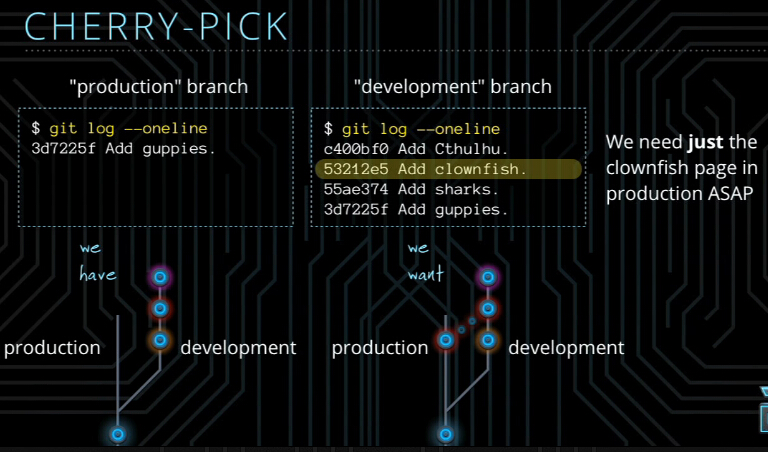 CHERRY-PICK
"production" branch
$ git log --oneline
3d7225f Add guppies.
"development" branch
$ git log --oneline
c400bf0 Add Cthulhu.
53212e5 Add clownfish.
55ae374 Add sharks.
3d7225f Add guppies.
We need just the
clownfish page in
production ASAP
we
have
production
development
we
want
production
development